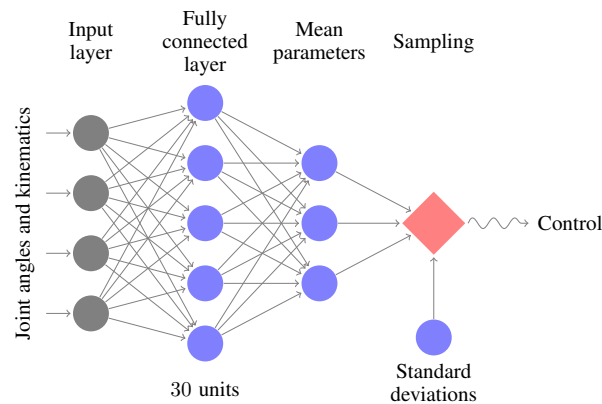 Input
layer
Fully
connected
layer
Mean
parameters
Sampling
Joint angles and kinematics
Control
30 units
Standard
deviations